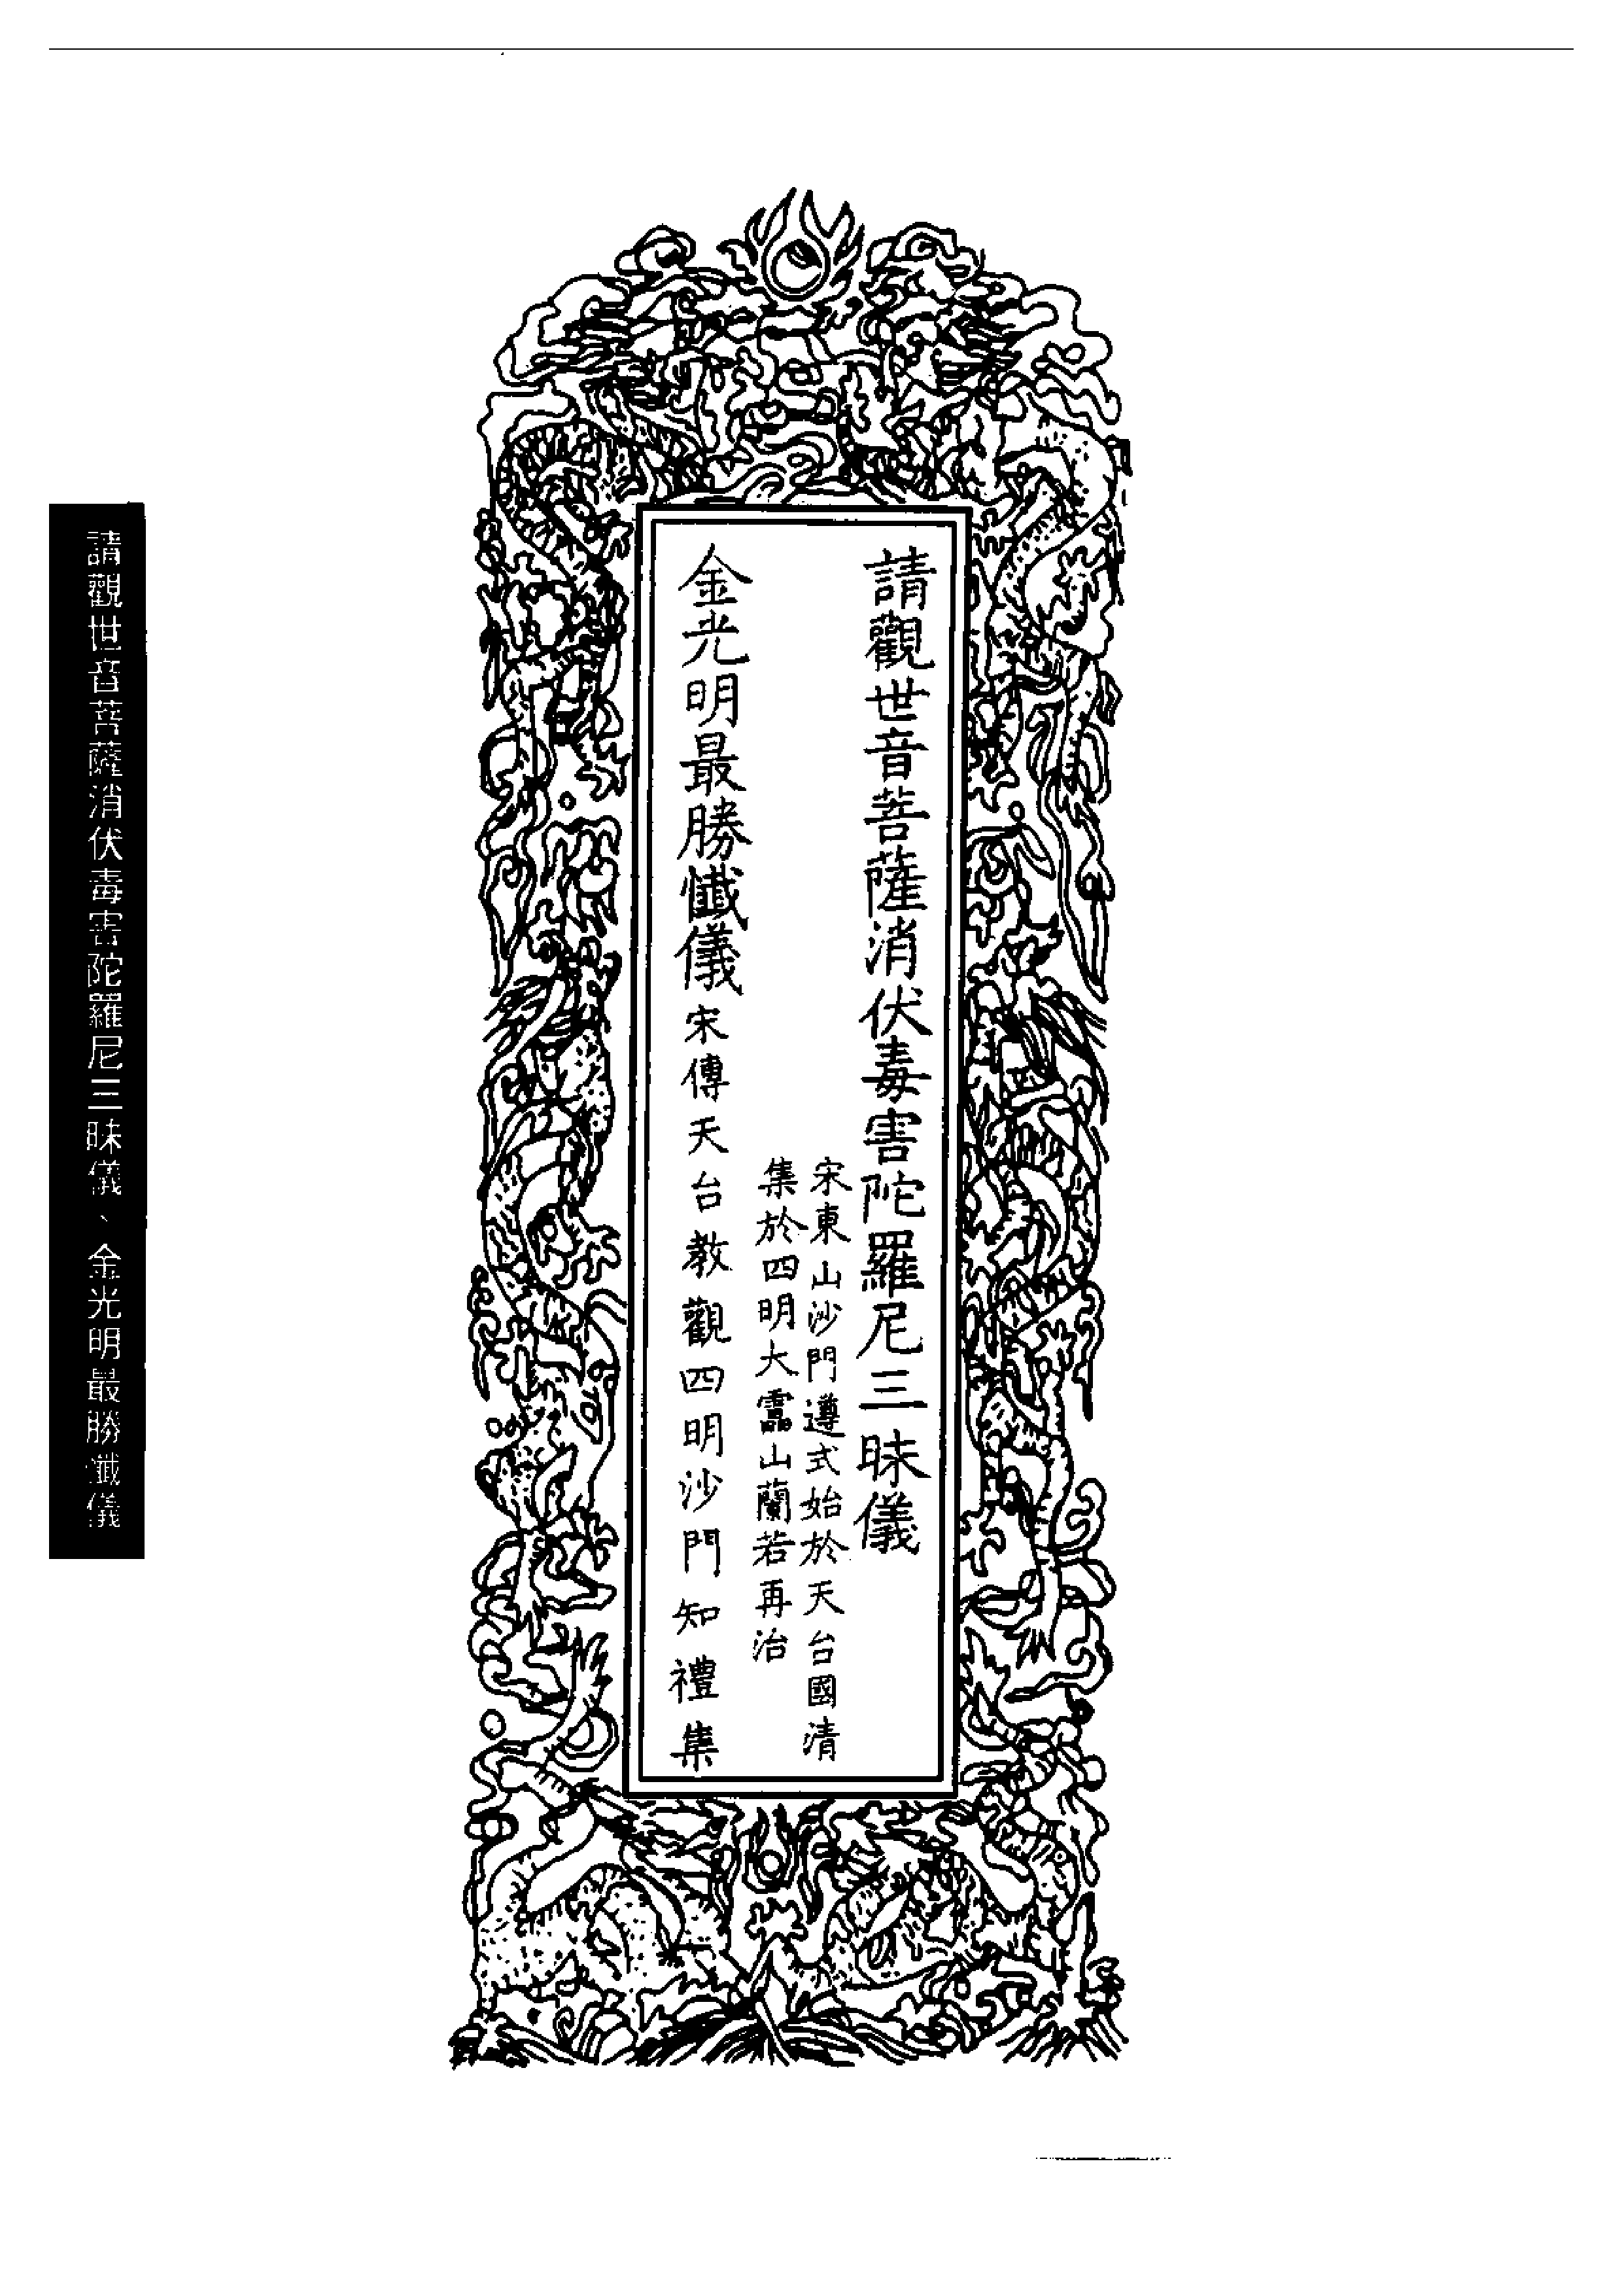 請觀世音菩薩消伏毒害陀羅尼三昧儀
宋東山沙門遵式始於天台國清
集於四明大靁山蘭若再治
金光明最勝懺儀宋傳天台教觀四明沙門知禮集
請觀世音菩薩消伏毒害陀羅尼三昧儀、金光明最勝懺儀